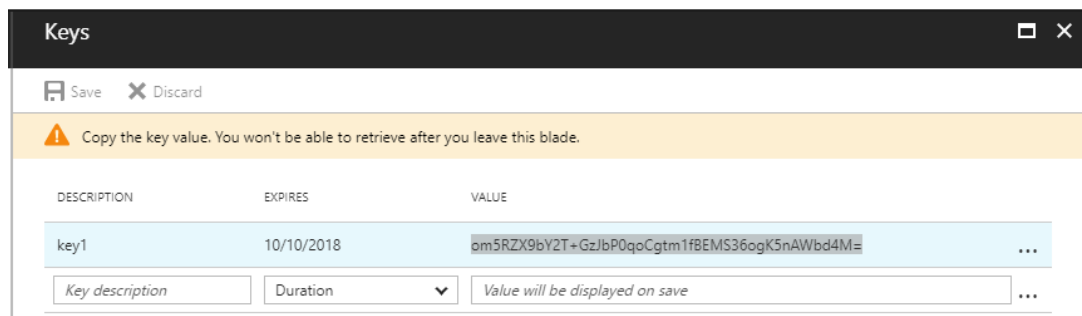 Keys
Save Discard
Copy the key value. You won't be able to retrieve after you leave this blade.
DESCRIPTION EXPIRES VALUE
key1 10/10/2018 om5RZX9bY2T+GzJbP0qoCgtm1fBEMS36ogK5nAWbd4M= ...
Key description Duration Value will be displayed on save ...